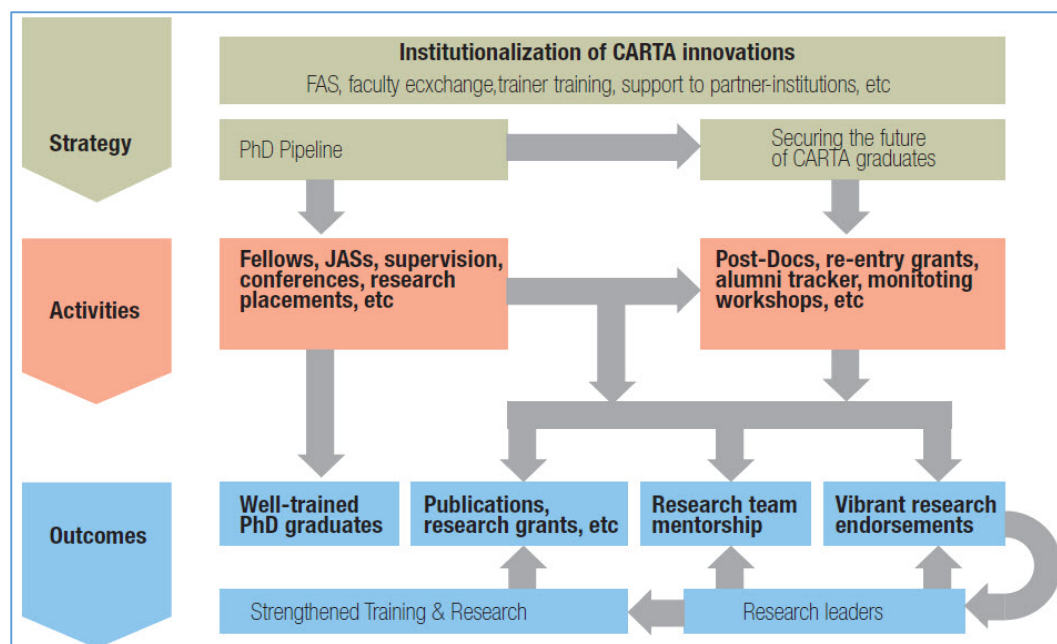 Institutionalization of CARTA innovations
FAS, faculty ecxchange,trainer training, support to partner-institutions, etc
Strategy
PhD Pipeline
Securing the future
of CARTA graduates
Activities
Fellows, JASs, supervision,
conferences, research
placements, etc
Post-Docs, re-entry grants,
alumni tracker, monitoting
workshops, etc
Outcomes
Well-trained
PhD graduates
Publications,
research grants, etc
Research team
mentorship
Vibrant research
endorsements
Strengthened Training & Research
Research leaders